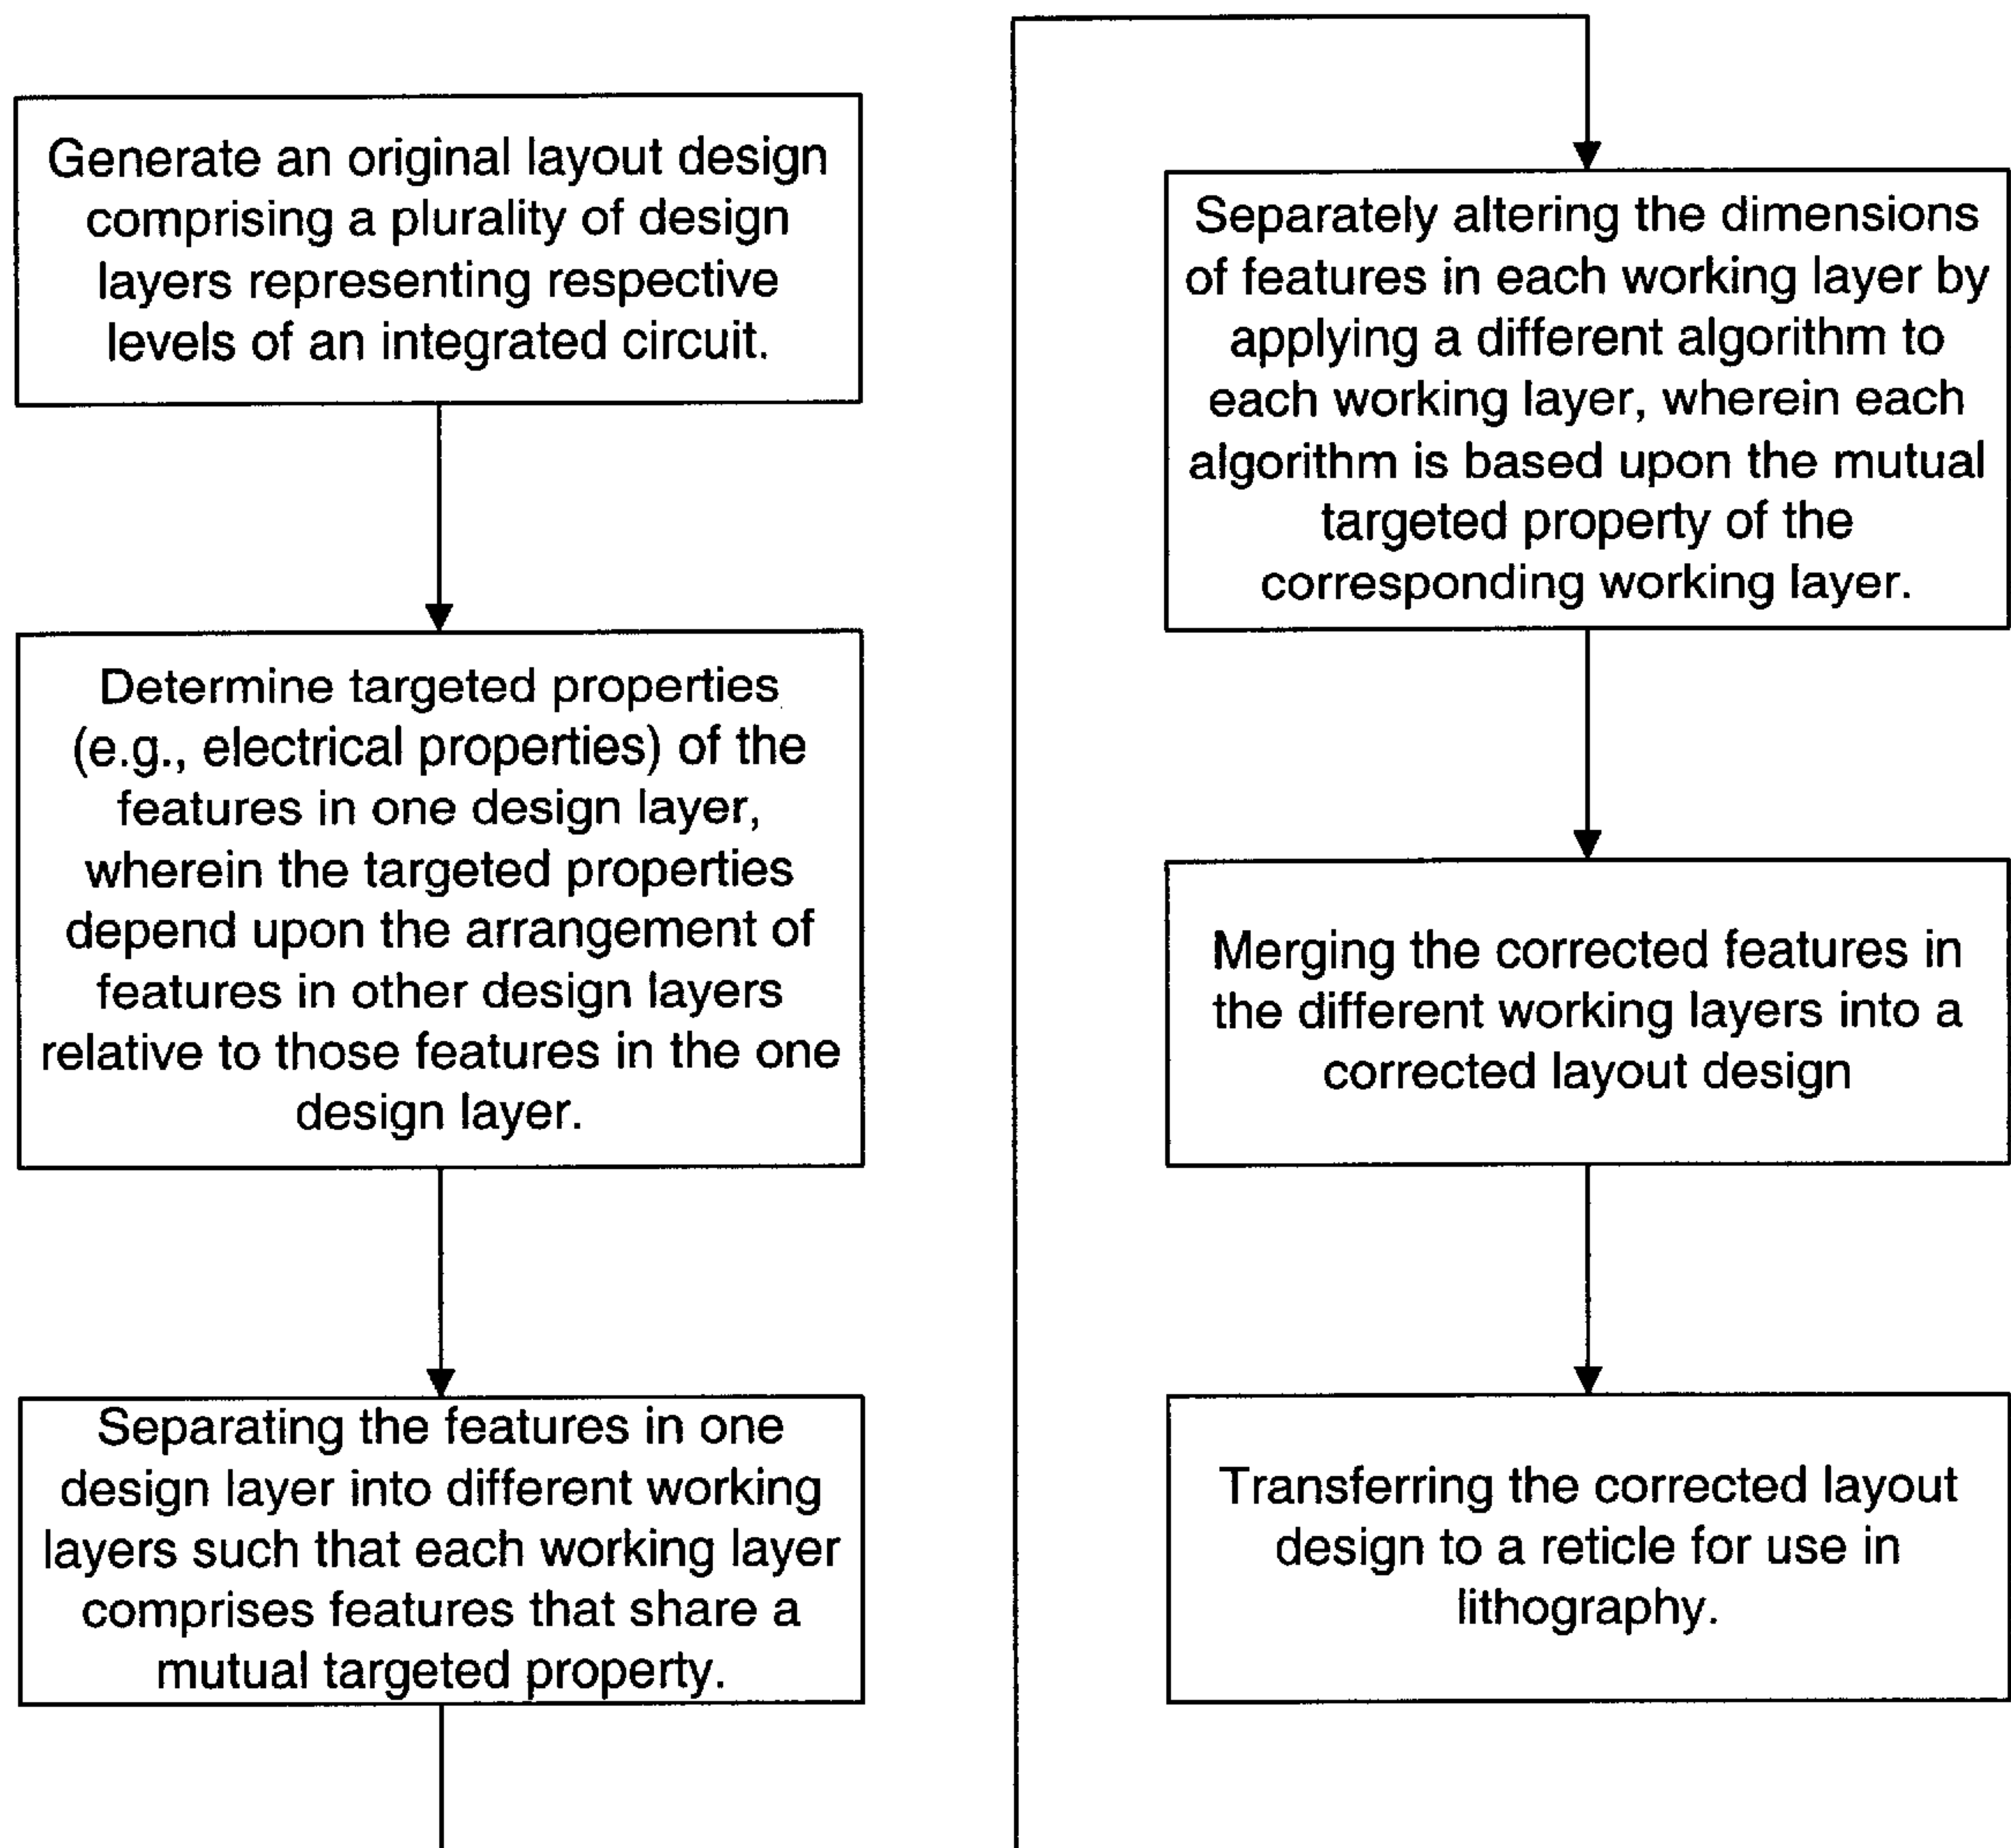 Generate an original layout design
comprising a plurality of design
layers representing respective
levels of an integrated circuit.
Determine targeted properties
(e.g., electrical properties) of the
features in one design layer,
wherein the targeted properties
depend upon the arrangement of
features in other design layers
relative to those features in the one
design layer.
Separating the features in one
design layer into different working
layers such that each working layer
comprises features that share a
mutual targeted property.
Separately altering the dimensions
of features in each working layer by
applying a different algorithm to
each working layer, wherein each
algorithm is based upon the mutual
targeted property of the
corresponding working layer.
Merging the corrected features in
the different working layers into a
corrected layout design
Transferring the corrected layout
design to a reticle for use in
lithography.